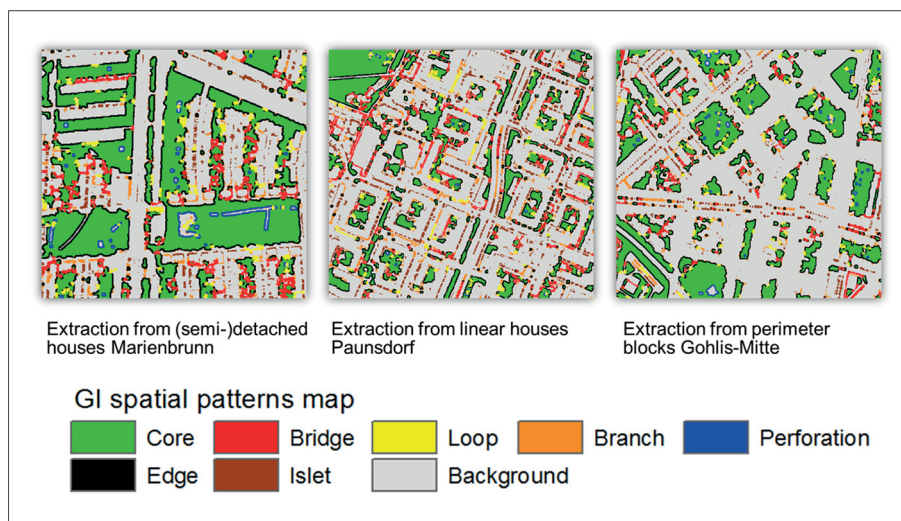 Extraction from (semi-)detached
houses Marienbrunn
Extraction from linear houses
Paunsdorf
Extraction from perimeter
blocks Gohlis-Mitte
GI spatial patterns map
Core Bridge Loop Branch Perforation
Edge Islet Background